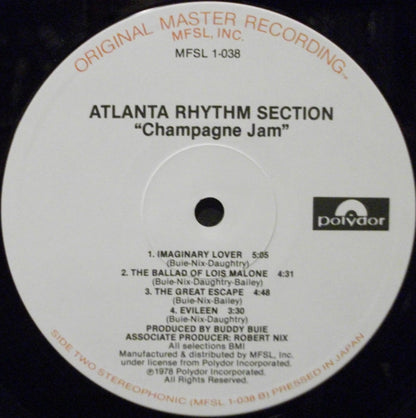 ORIGINAL MASTER RECORDING™
MFSL, INC.
MFSL 1-038
ATLANTA RHYTHM SECTION
"Champagne Jam"
polydor
1. IMAGINARY LOVER 5:05
(Buie-Nix-Daughtry)
2. THE BALLAD OF LOIS MALONE 4:31
(Buie-Nix-Daughtry-Bailey)
3. THE GREAT ESCAPE 4:48
(Buie-Nix-Bailey)
4. EVILEEN 3:30
(Buie-Nix-Daughtry)
PRODUCED BY BUDDY BUIE
ASSOCIATE PRODUCER: ROBERT NIX
All selections BMI
Manufactured & distributed by MFSL, Inc.
under license from Polydor Incorporated.
℗1978 Polydor Incorporated.
All Rights Reserved.
SIDE TWO STEREOPHONIC (MFSL 1-038 B) PRESSED IN JAPAN